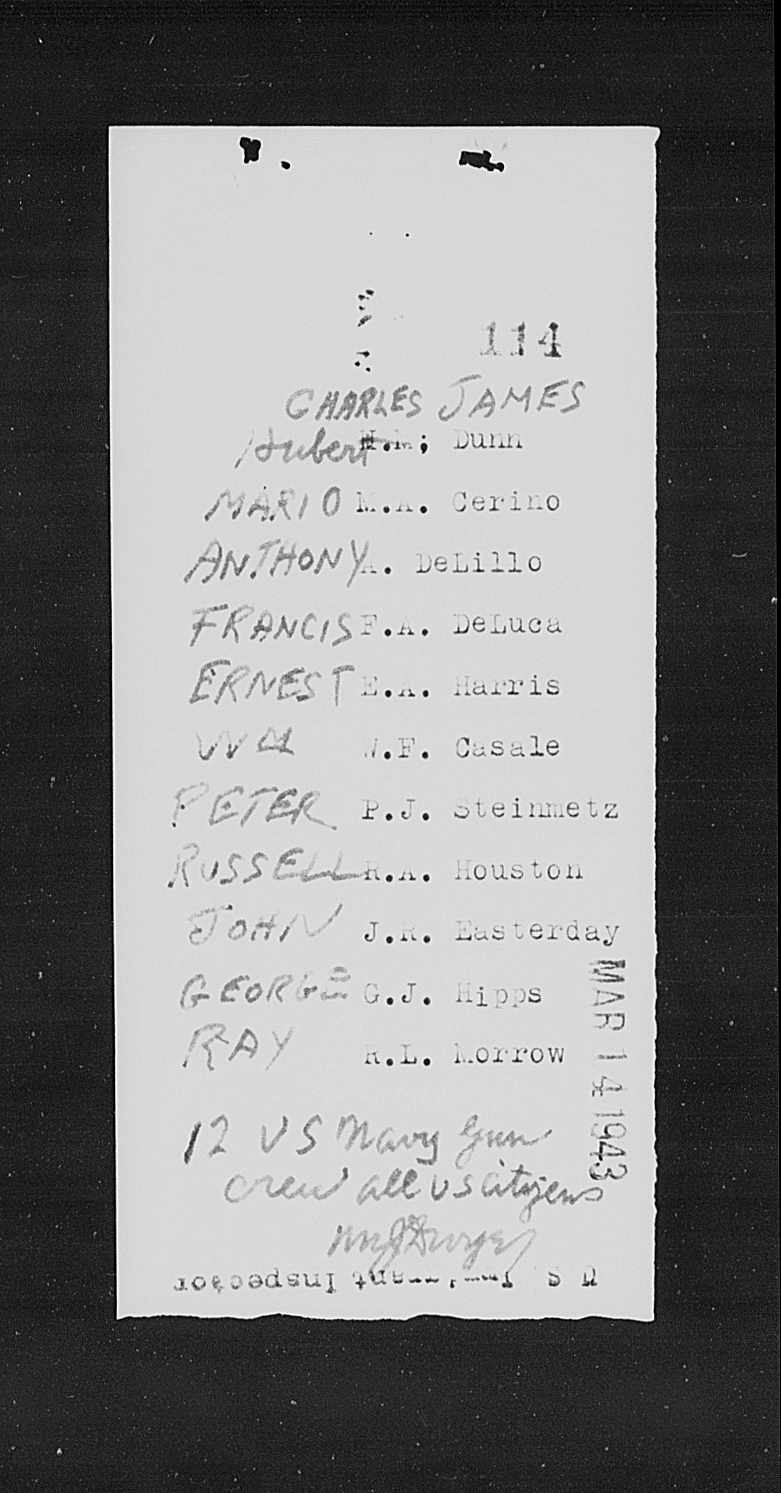 114
CHARLES JAMES
Hubert Dunn
MARIO M.A. Cerino
ANTHONY A. DeLillo
FRANCIS F.A. DeLuca
ERNEST E.A. Harris
WM W.F. Casale
PETER P.J. Steinmetz
RUSSELL R.A. Houston
JOHN J.R. Easterday
GEORGE G.J. Hipps
RAY R.L. Morrow
MAR 14 1943
12 US Navy Gun
crew all us citizens
U S Immigrant Inspector